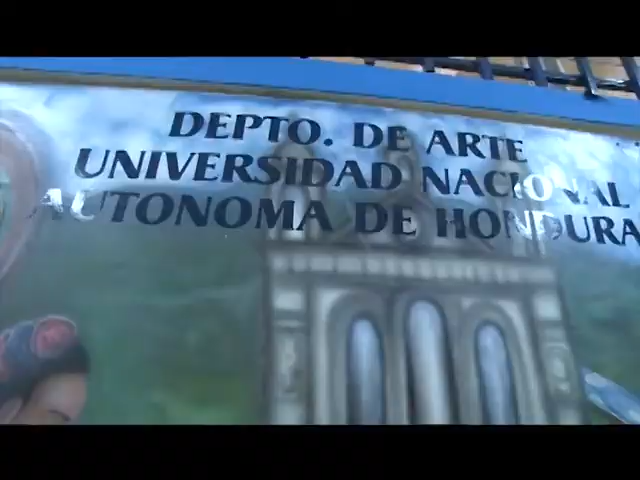 DEPTO. DE ARTE
UNIVERSIDAD NACIONAL
AUTONOMA DE HONDURA